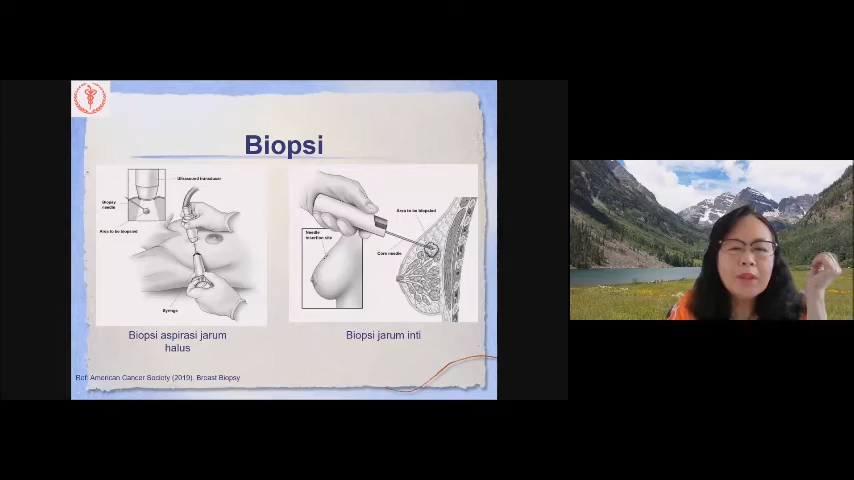 Biopsi
Ultrasound transducer
Biopsy
needle
Area to be biopsied
Syringe
Area to be biopsied
Needle
insertion site
Core needle
Biopsi aspirasi jarum
halus
Biopsi jarum inti
Ref: American Cancer Society (2019). Breast Biopsy